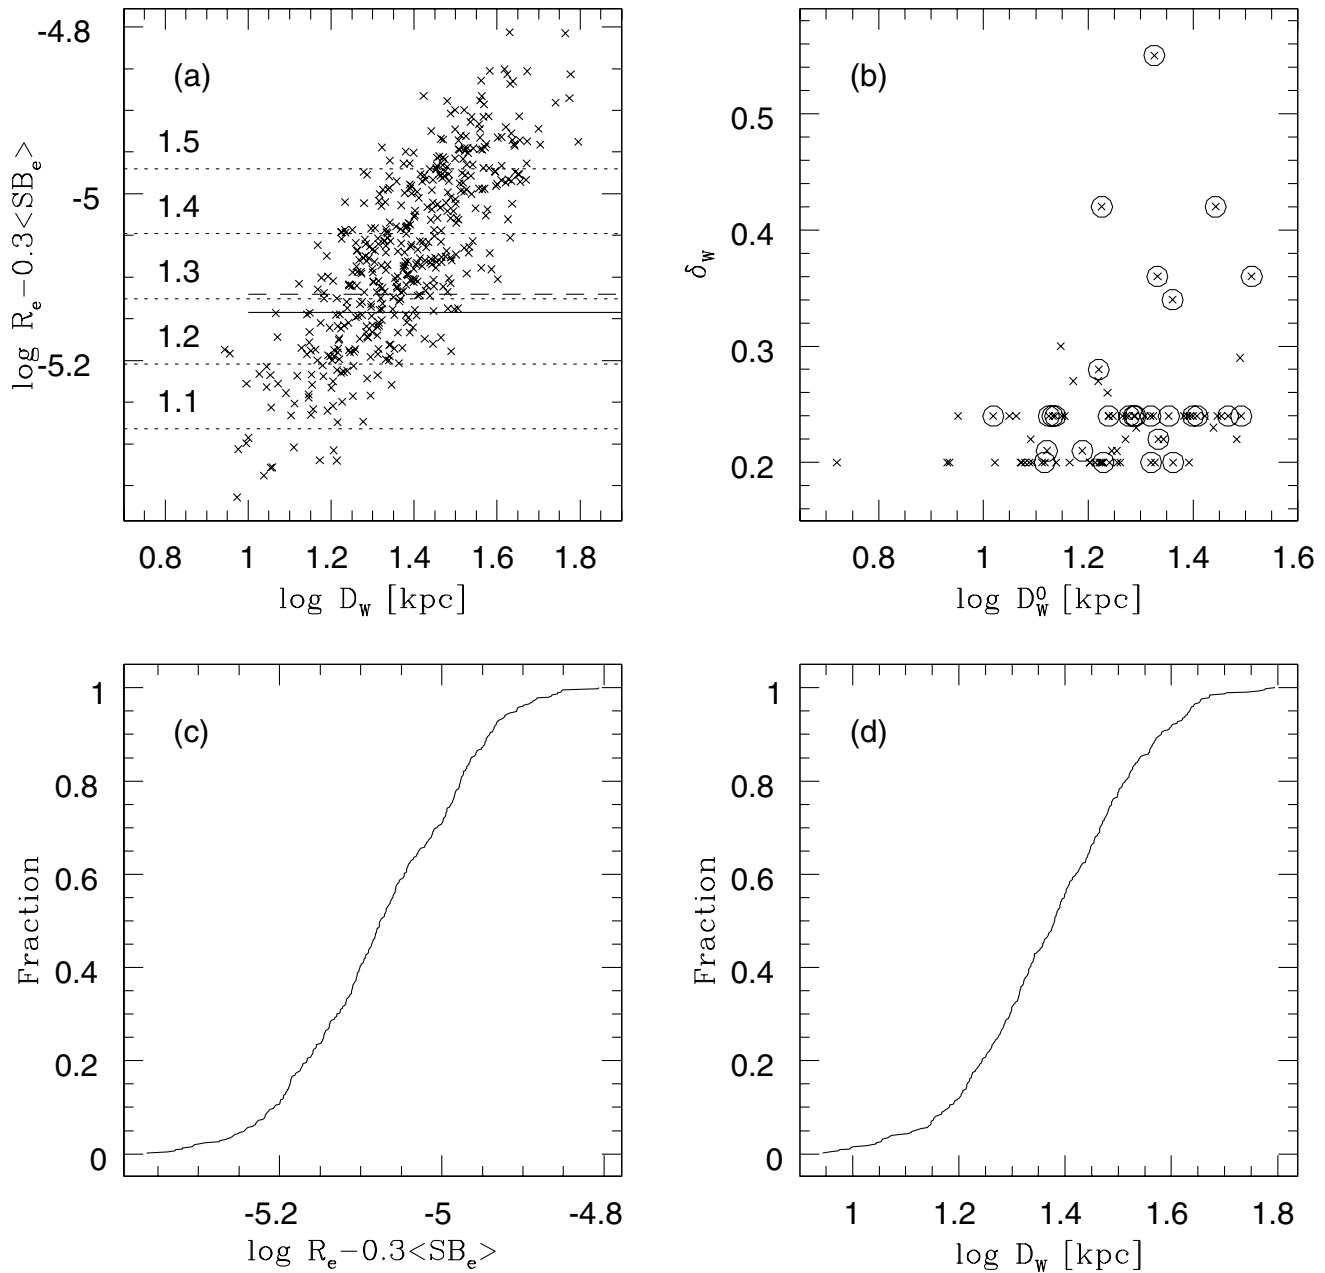 (a)
-4.8
-5
-5.2
1.5
1.4
1.3
1.2
1.1
log R_e−0.3<SB_e>
0.8 1 1.2 1.4 1.6 1.8
log D_W [kpc]
(b)
0.5
0.4
0.3
0.2
δ_W
0.8 1 1.2 1.4 1.6
log D_W^0 [kpc]
(c)
1
0.8
0.6
0.4
0.2
0
Fraction
-5.2 -5 -4.8
log R_e−0.3<SB_e>
(d)
1
0.8
0.6
0.4
0.2
0
Fraction
1 1.2 1.4 1.6 1.8
log D_W [kpc]